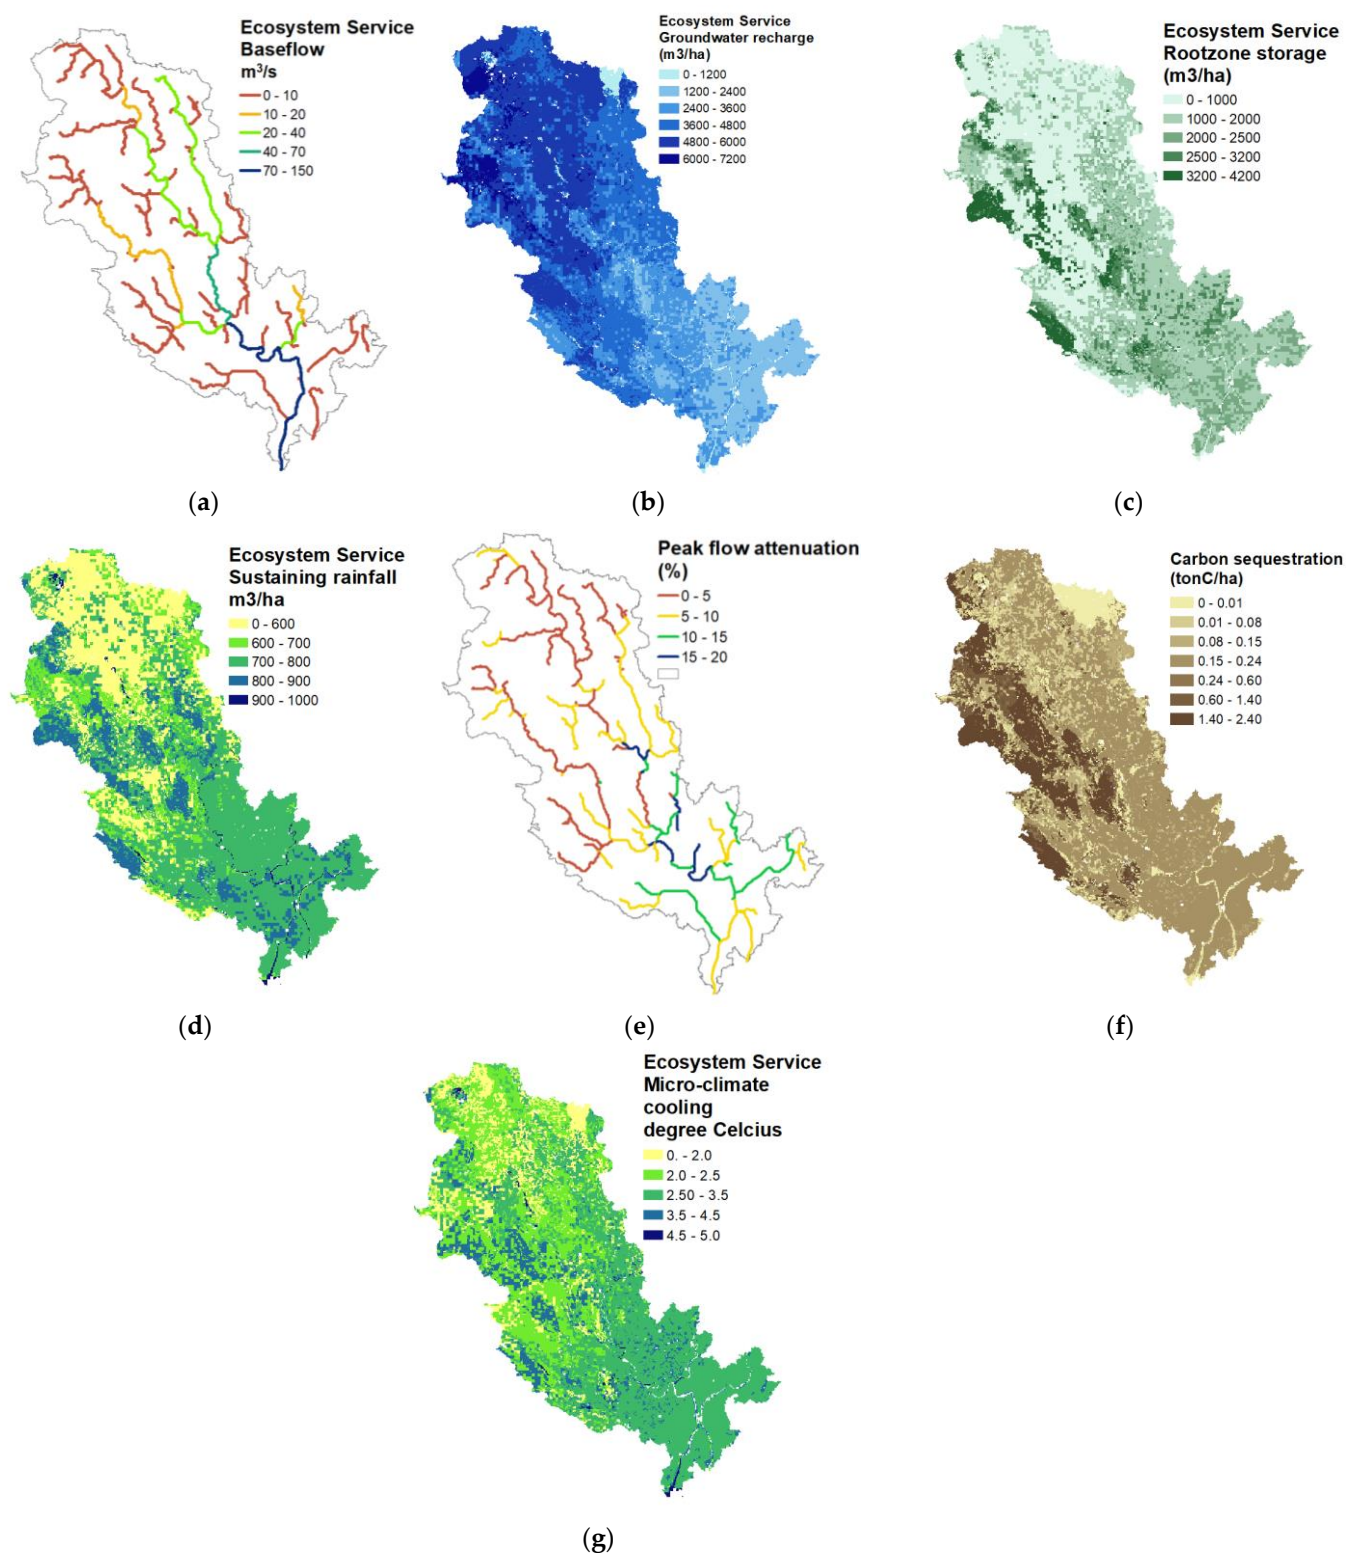 Ecosystem Service
Baseflow
m³/s
0 - 10
10 - 20
20 - 40
40 - 70
70 - 150
(a)
Ecosystem Service
Groundwater recharge
(m3/ha)
0 - 1200
1200 - 2400
2400 - 3600
3600 - 4800
4800 - 6000
6000 - 7200
(b)
Ecosystem Service
Rootzone storage
(m3/ha)
0 - 1000
1000 - 2000
2000 - 2500
2500 - 3200
3200 - 4200
(c)
Ecosystem Service
Sustaining rainfall
m3/ha
0 - 600
600 - 700
700 - 800
800 - 900
900 - 1000
(d)
Peak flow attenuation
(%)
0 - 5
5 - 10
10 - 15
15 - 20
(e)
Carbon sequestration
(tonC/ha)
0 - 0.01
0.01 - 0.08
0.08 - 0.15
0.15 - 0.24
0.24 - 0.60
0.60 - 1.40
1.40 - 2.40
(f)
Ecosystem Service
Micro-climate
cooling
degree Celcius
0. - 2.0
2.0 - 2.5
2.50 - 3.5
3.5 - 4.5
4.5 - 5.0
(g)